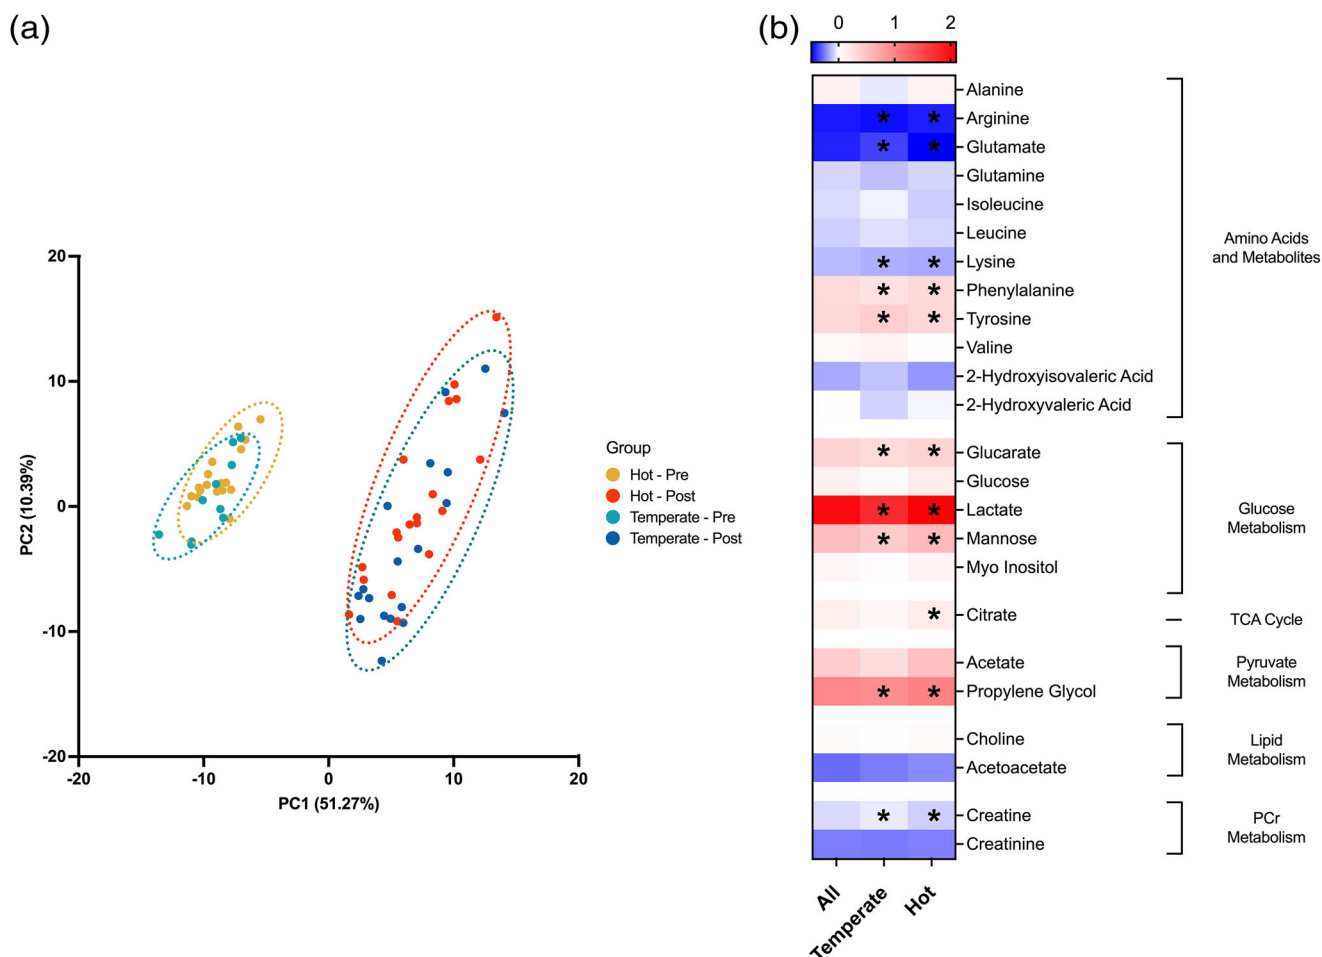 (a)
20
10
0
-10
-20
-20
-10
0
10
20
PC2 (10.39%)
PC1 (51.27%)
Group
Hot - Pre
Hot - Post
Temperate - Pre
Temperate - Post
(b)
0 1 2
Alanine
* * Arginine
* * Glutamate
Glutamine
Isoleucine
Leucine
* * Lysine
* * Phenylalanine
* * Tyrosine
Valine
2-Hydroxyisovaleric Acid
2-Hydroxyvaleric Acid
Amino Acids
and Metabolites
* * Glucarate
Glucose
* * Lactate
* * Mannose
Myo Inositol
Glucose
Metabolism
* Citrate
TCA Cycle
Acetate
* * Propylene Glycol
Pyruvate
Metabolism
Choline
Acetoacetate
Lipid
Metabolism
* * Creatine
Creatinine
PCr
Metabolism
All
Temperate
Hot